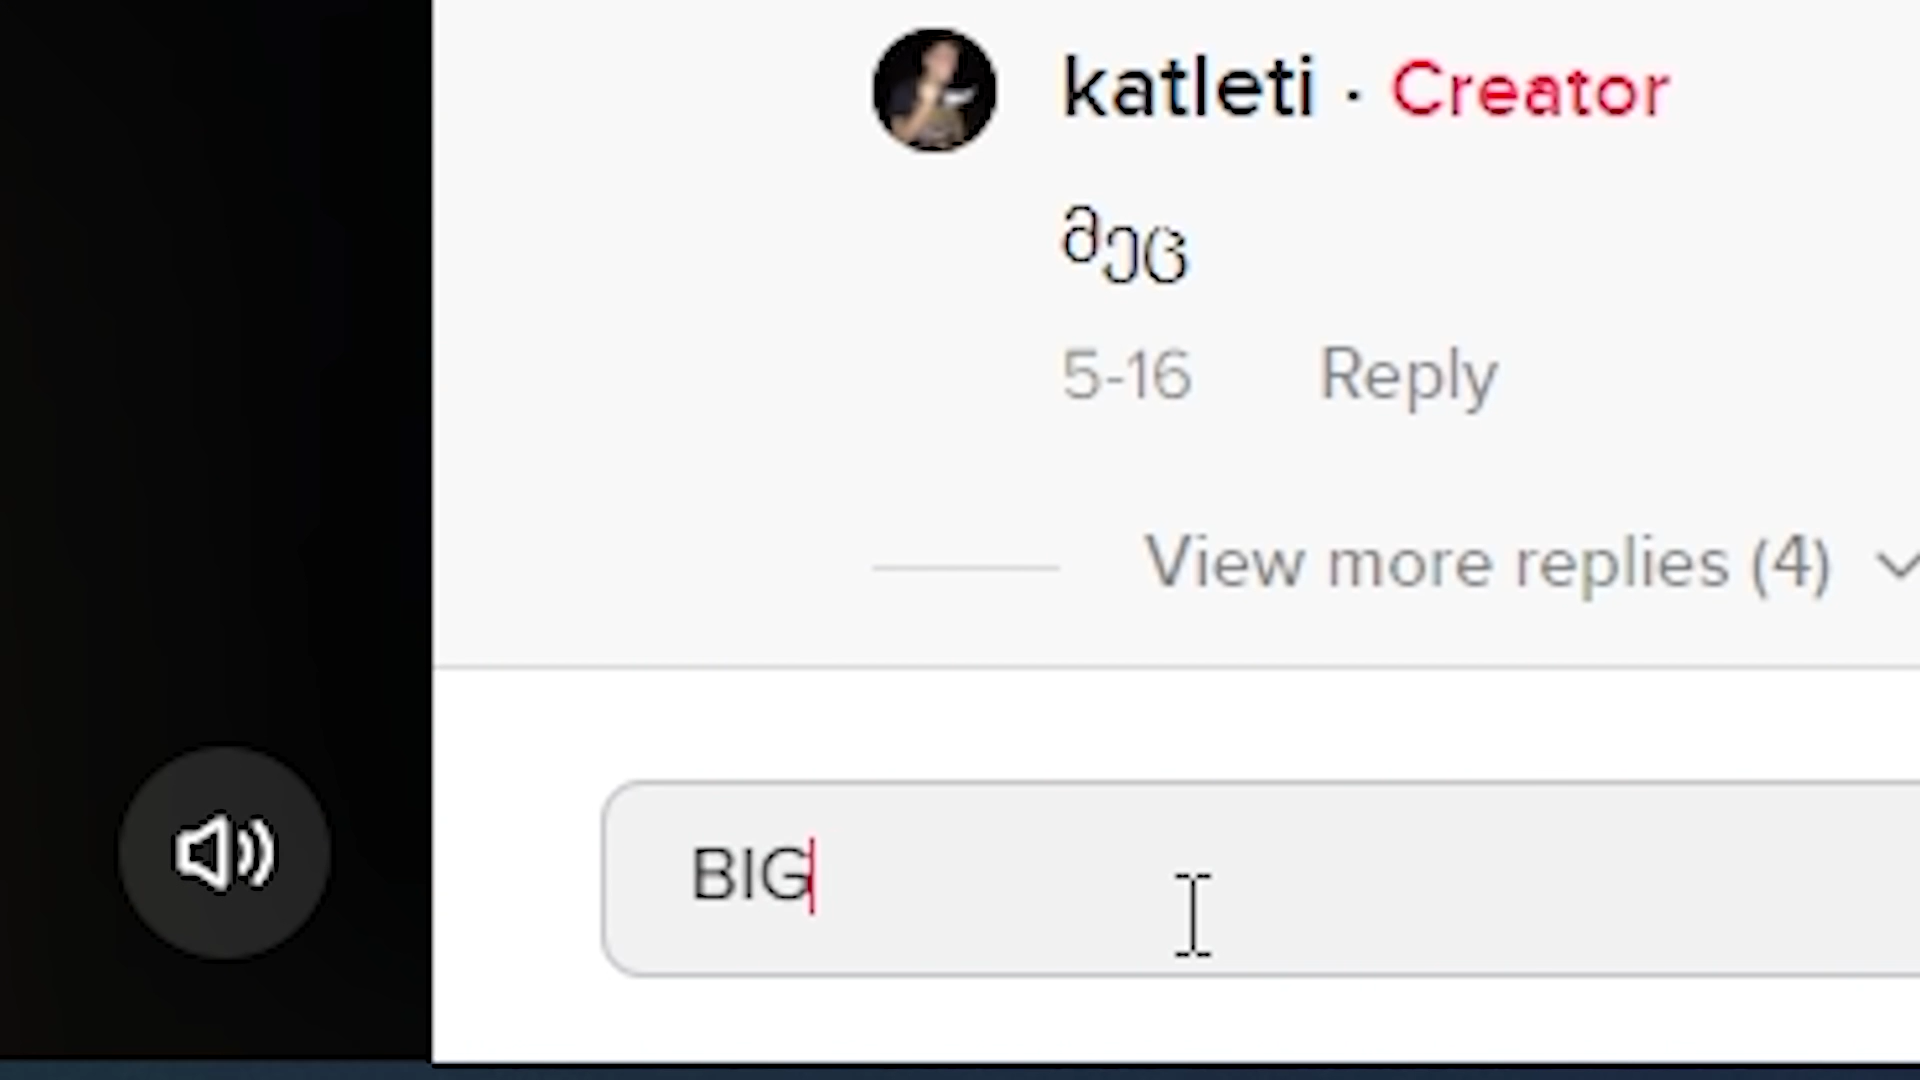 katleti · Creator
მეც
5-16 Reply
View more replies (4)
BIG